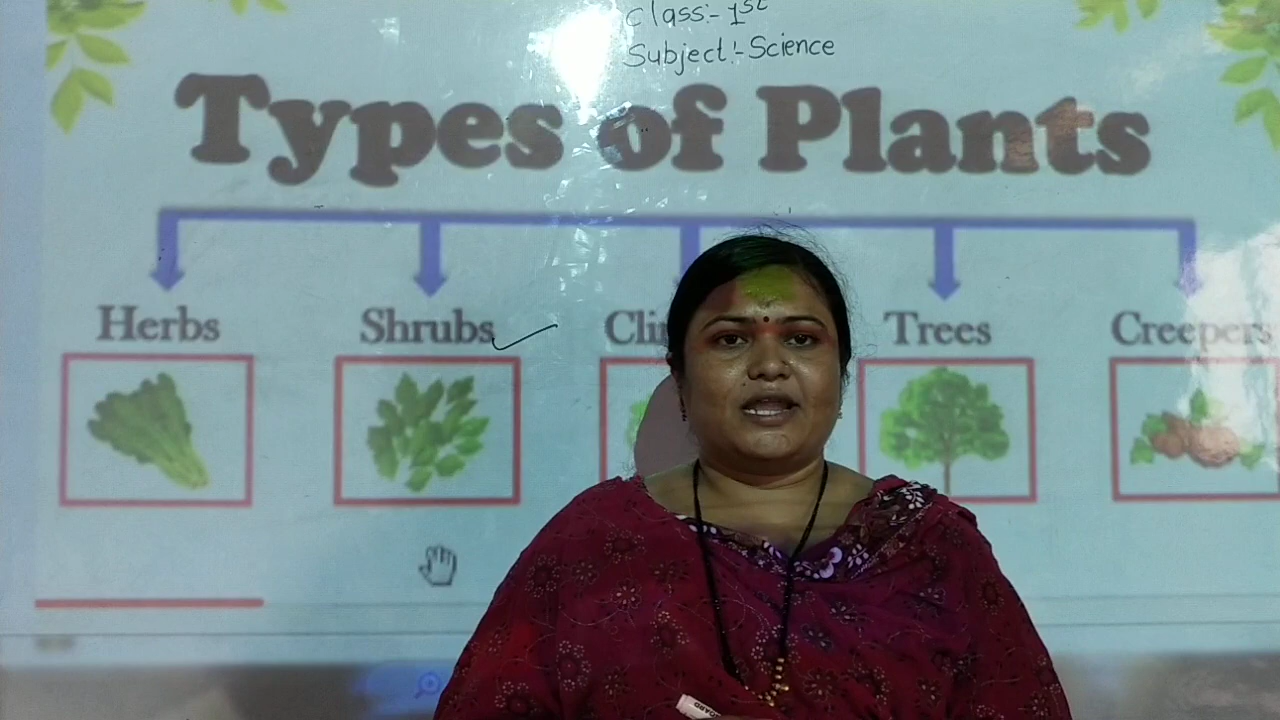 Class:- 1st
Subject:- Science
Types of Plants
Herbs Shrubs Trees Creepers